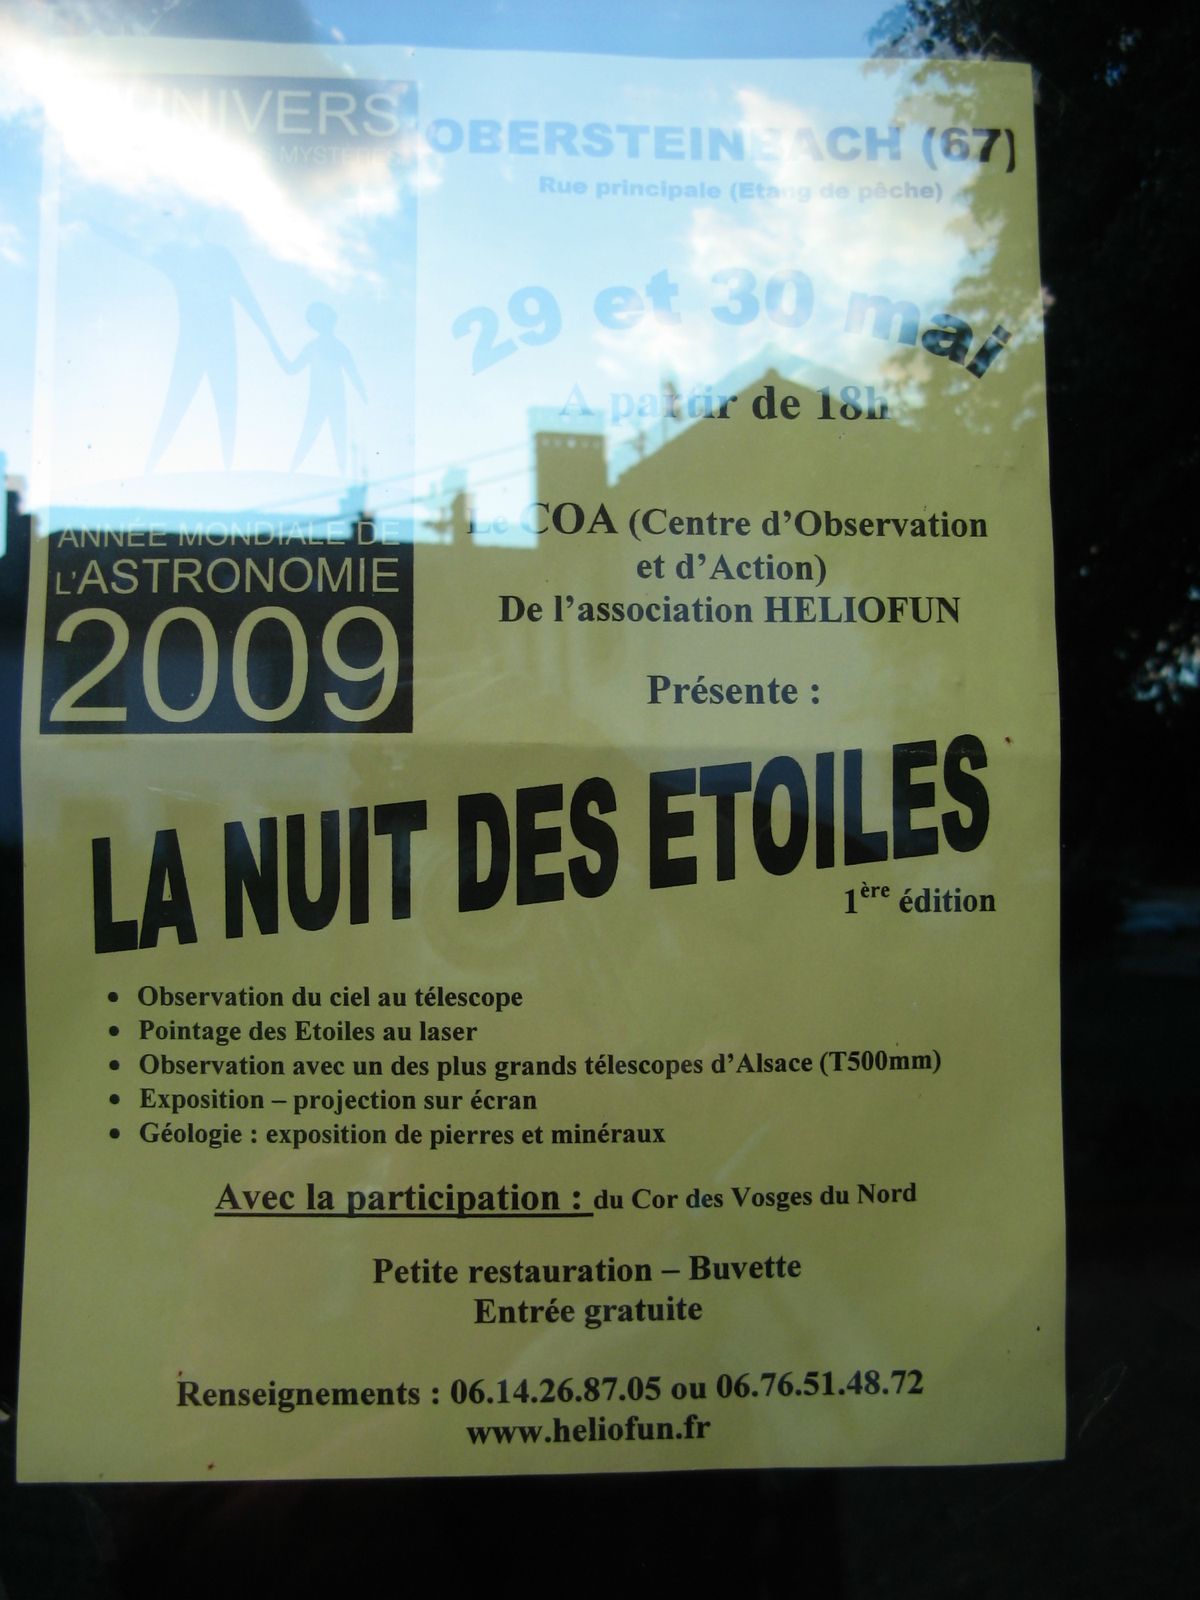 UNIVERS
MYSTÈRES
ANNÉE MONDIALE DE
L'ASTRONOMIE
2009
OBERSTEINBACH (67)
Rue principale (Etang de pêche)
29 et 30 mai
A partir de 18h
Le COA (Centre d'Observation
et d'Action)
De l'association HELIOFUN
Présente :
LA NUIT DES ETOILES
1ère édition
• Observation du ciel au télescope
• Pointage des Etoiles au laser
• Observation avec un des plus grands télescopes d'Alsace (T500mm)
• Exposition – projection sur écran
• Géologie : exposition de pierres et minéraux
Avec la participation : du Cor des Vosges du Nord
Petite restauration – Buvette
Entrée gratuite
Renseignements : 06.14.26.87.05 ou 06.76.51.48.72
www.heliofun.fr